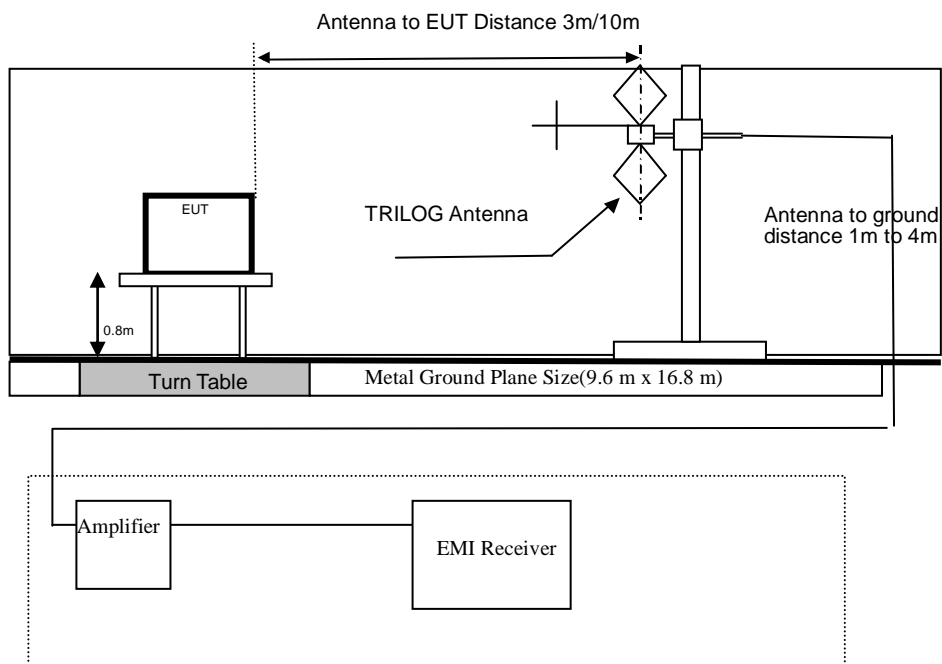 Antenna to EUT Distance 3m/10m
EUT
TRILOG Antenna
Antenna to ground
distance 1m to 4m
0.8m
Turn Table
Metal Ground Plane Size(9.6 m x 16.8 m)
Amplifier
EMI Receiver